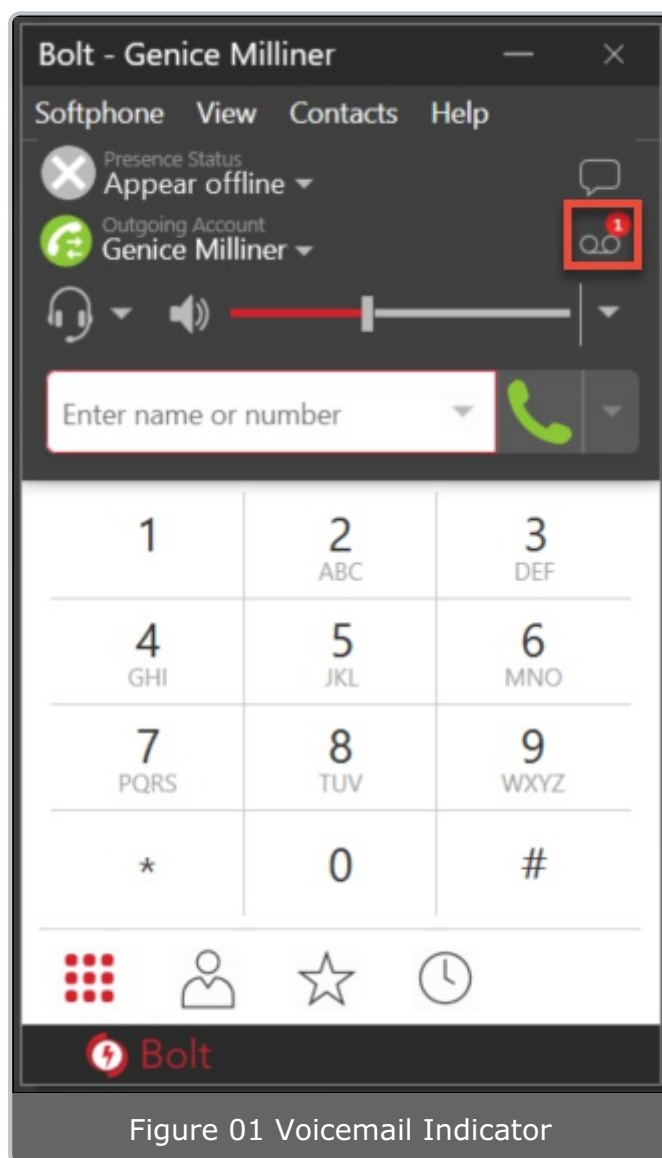 Bolt - Genice Milliner
Softphone View Contacts Help
Presence Status
Appear offline
Outgoing Account
Genice Milliner
1
Enter name or number
1 2 3
ABC DEF
4 5 6
GHI JKL MNO
7 8 9
PQRS TUV WXYZ
* 0 #
Bolt
Figure 01 Voicemail Indicator